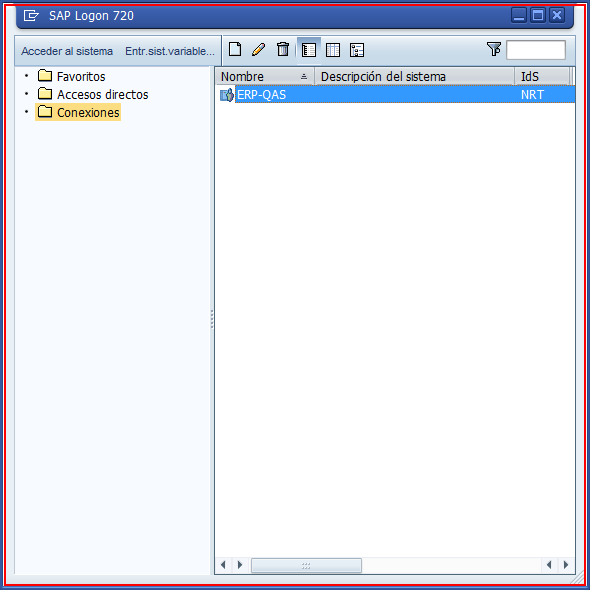 SAP Logon 720
Acceder al sistema Entr.sist.variable...
Favoritos
Accesos directos
Conexiones
Nombre Descripción del sistema IdS
ERP-QAS NRT